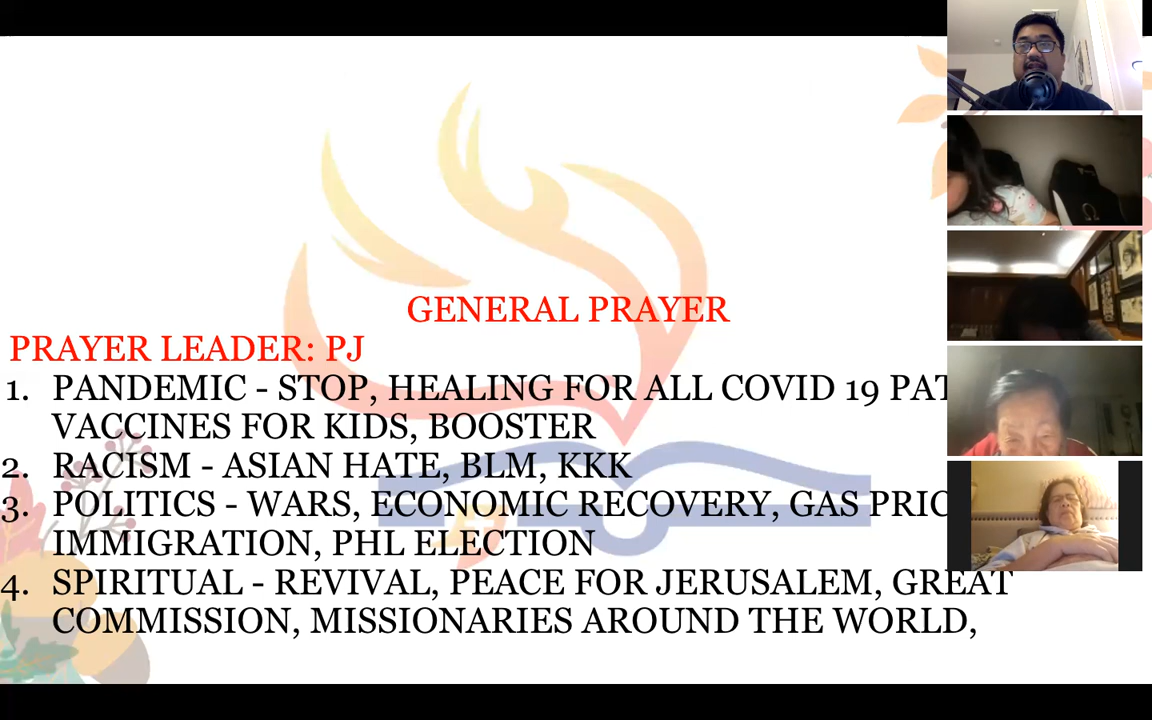 GENERAL PRAYER
PRAYER LEADER: PJ
1. PANDEMIC - STOP, HEALING FOR ALL COVID 19
VACCINES FOR KIDS, BOOSTER
2. RACISM - ASIAN HATE, BLM, KKK
3. POLITICS - WARS, ECONOMIC RECOVERY, GAS
IMMIGRATION, PHL ELECTION
4. SPIRITUAL - REVIVAL, PEACE FOR JERUSALEM, GREAT
COMMISSION, MISSIONARIES AROUND THE WORLD,